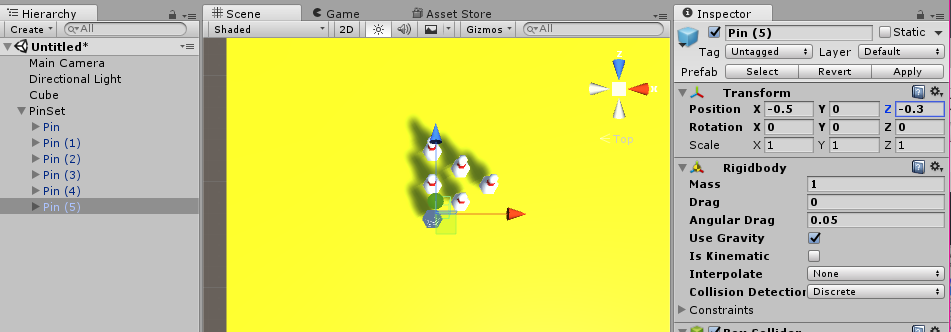 Hierarchy
Create All
Untitled*
Main Camera
Directional Light
Cube
PinSet
Pin
Pin (1)
Pin (2)
Pin (3)
Pin (4)
Pin (5)
Scene Game Asset Store
Shaded 2D Gizmos All
z
x
Top
Inspector
Pin (5) Static
Tag Untagged Layer Default
Prefab Select Revert Apply
Transform
Position X -0.5 Y 0 Z -0.3
Rotation X 0 Y 0 Z 0
Scale X 1 Y 1 Z 1
Rigidbody
Mass 1
Drag 0
Angular Drag 0.05
Use Gravity
Is Kinematic
Interpolate None
Collision Detection Discrete
Constraints
Box Collider